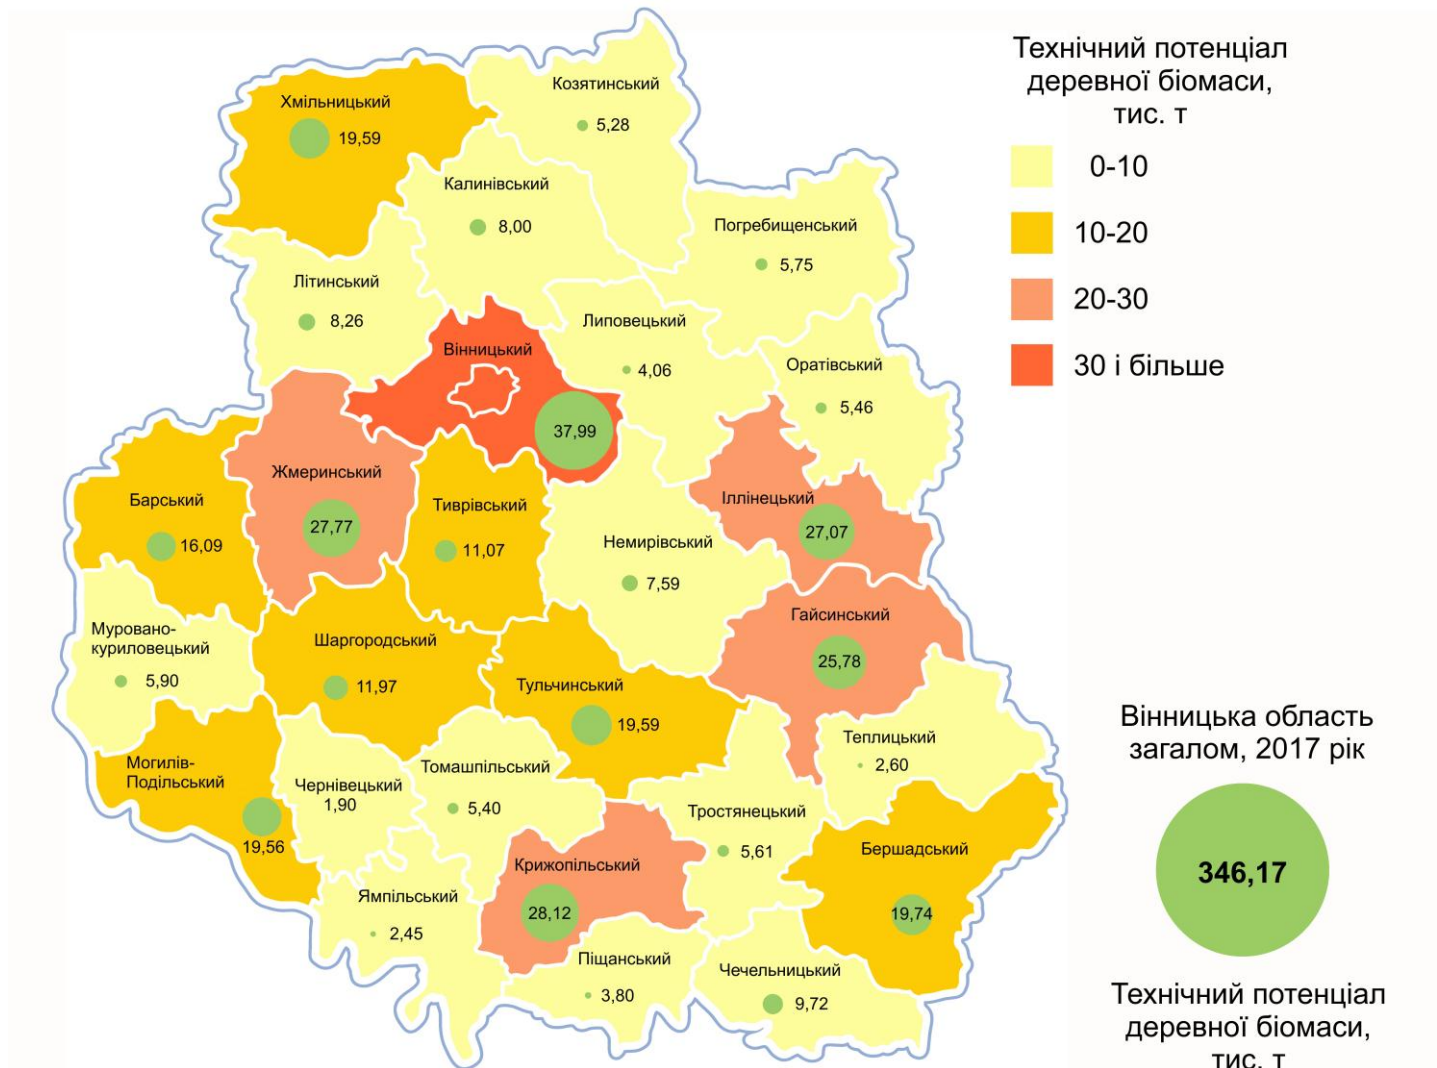 Технічний потенціал
деревної біомаси,
тис. т
0-10
10-20
20-30
30 і більше
Козятинський
5,28
Хмільницький
19,59
Калинівський
8,00
Погребищенський
5,75
Літинський
8,26
Липовецький
4,06
Вінницький
37,99
Оратівський
5,46
Жмеринський
27,77
Барський
16,09
Тиврівський
11,07
Іллінецький
27,07
Немирівський
7,59
Гайсинський
25,78
Муровано-
куриловецький
5,90
Шаргородський
11,97
Тульчинський
19,59
Теплицький
2,60
Могилів-
Подільський
19,56
Чернівецький
1,90
Томашпільський
5,40
Тростянецький
5,61
Бершадський
19,74
Крижопільський
28,12
Ямпільський
2,45
Піщанський
3,80
Чечельницький
9,72
Вінницька область
загалом, 2017 рік
346,17
Технічний потенціал
деревної біомаси,
тис. т